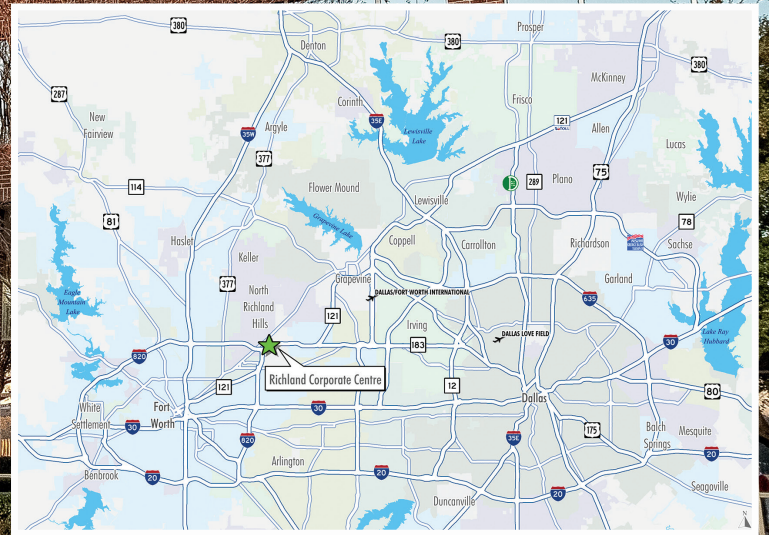 380
Denton
Prosper
380
McKinney
380
287
New
Fairview
Corinth
35E
Frisco
121
Allen
Argyle
35W
377
Lewisville
Lake
Lucas
114
Flower Mound
289
Plano
75
Wylie
81
Lewisville
78
Haslet
Grapevine Lake
Coppell
Carrollton
Richardson
Sachse
Keller
377
North
Richland
Hills
Grapevine
Garland
Eagle
Mountain
Lake
DALLAS/FORT WORTH INTERNATIONAL
635
121
Irving
DALLAS LOVE FIELD
Lake Ray
Hubbard
820
183
30
Richland Corporate Centre
121
12
80
White
Settlement
Fort
Worth
30
Dallas
30
820
35E
175
Balch
Springs
Mesquite
Arlington
20
Benbrook
20
20
20
Seagoville
Duncanville
N